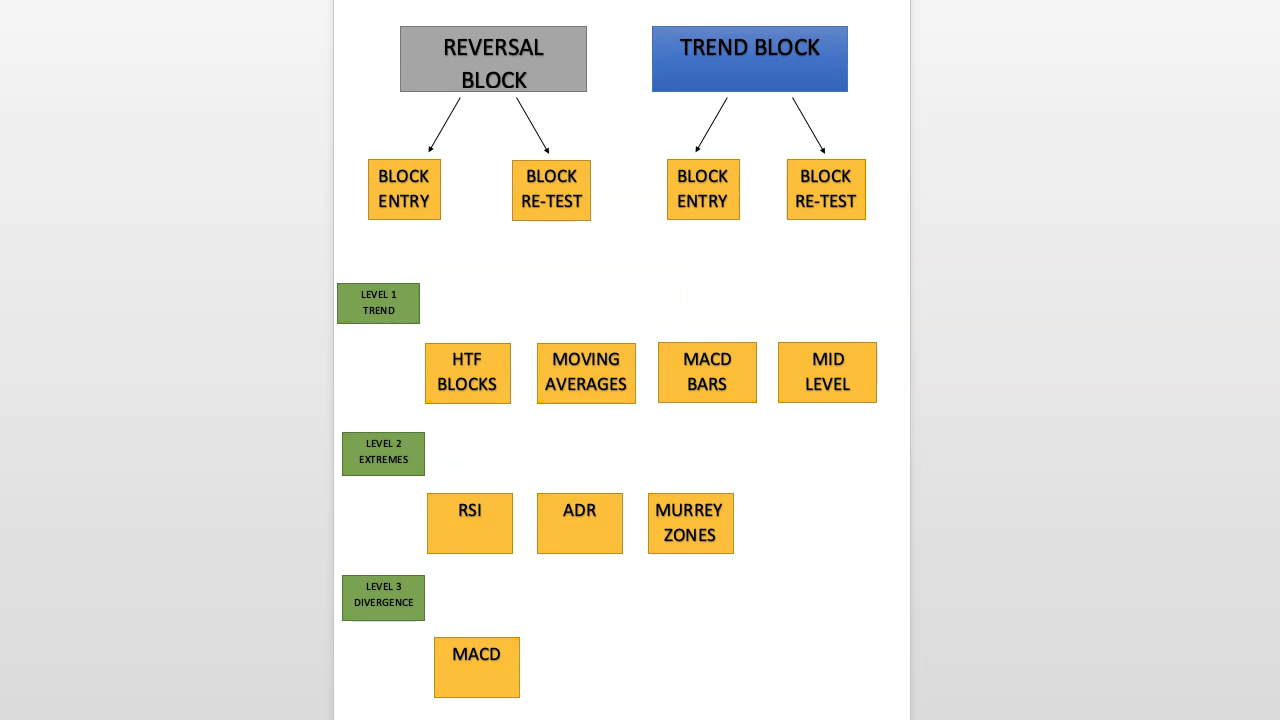 REVERSAL
BLOCK
TREND BLOCK
BLOCK
ENTRY
BLOCK
RE-TEST
BLOCK
ENTRY
BLOCK
RE-TEST
LEVEL 1
TREND
HTF
BLOCKS
MOVING
AVERAGES
MACD
BARS
MID
LEVEL
LEVEL 2
EXTREMES
RSI
ADR
MURREY
ZONES
LEVEL 3
DIVERGENCE
MACD